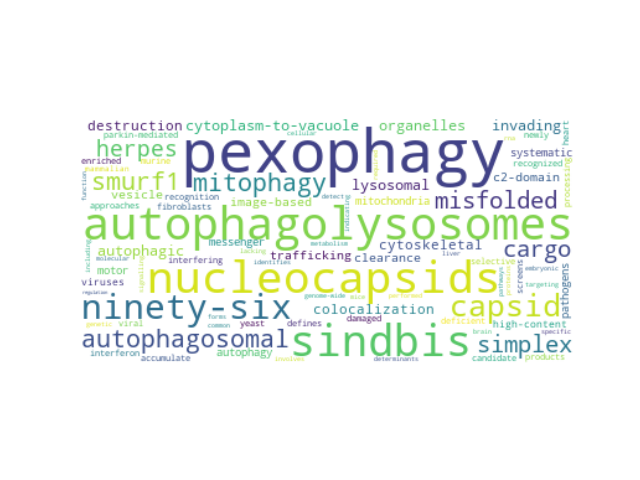 destruction cytoplasm-to-vacuole organelles invading
parkin-mediated cellular newly heart
herpes pexophagy systematic
enriched murine lysosomal recognized processing
mammalian c2-domain
smurf1 mitophagy misfolded
function vesicle recognition image-based mitochondria
approaches fibroblasts detect indicating
autophagolysosomes
including messenger metabolism cytoskeletal cargo
autophagic lacking trafficking clearance
molecular interfering identifies liver selective
motor nucleocapsids screens embryonic pathogens
viruses signaling pathways proteins targeting
regulation genome-wide mice performed
ninety-six colocalization capsid
genetic viral forms common yeast defines damaged deficient high-content
autophagosomal sindbis brain specific
simplex
interferon autophagy candidate products
accumulate involves determinants